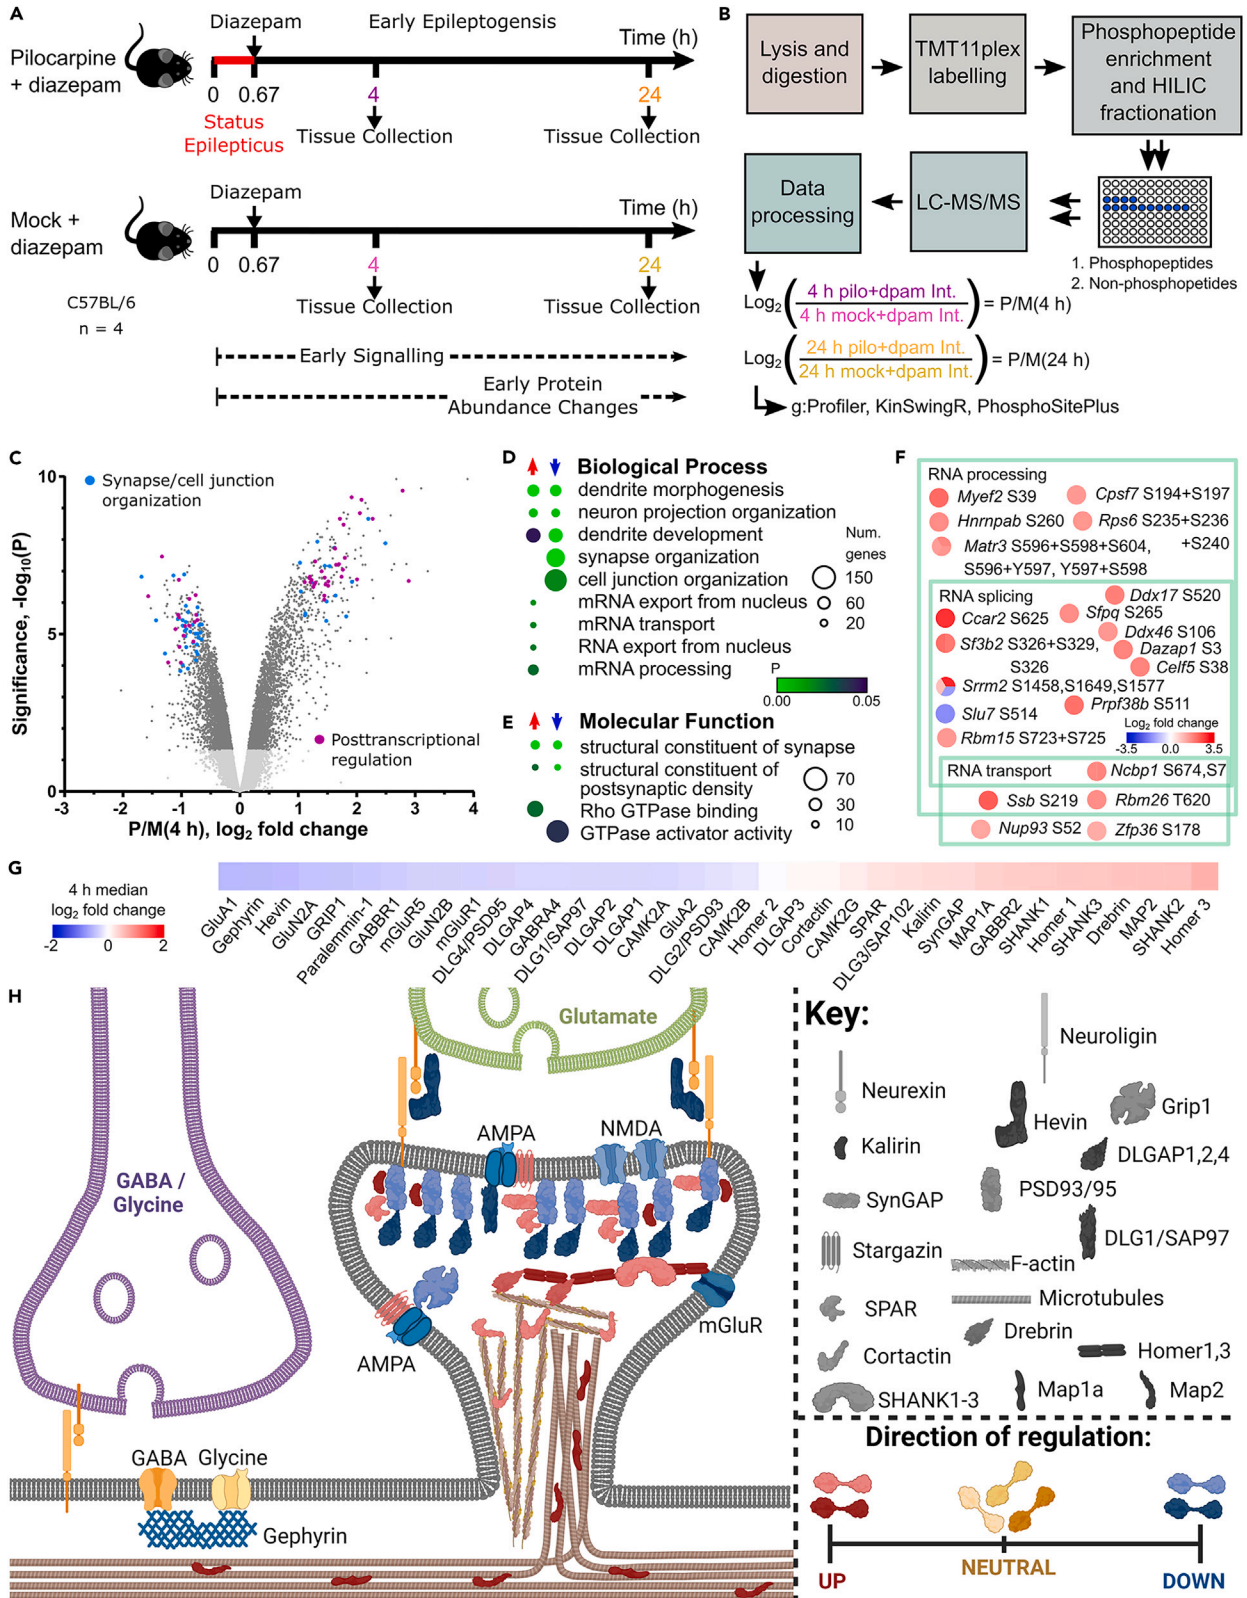 A
Pilocarpine
+ diazepam
Diazepam
Early Epileptogensis
Time (h)
0
0.67
4
24
Status
Epilepticus
Tissue Collection
Tissue Collection
Mock +
diazepam
Diazepam
Time (h)
0
0.67
4
24
Tissue Collection
Tissue Collection
C57BL/6
n = 4
Early Signalling
Early Protein
Abundance Changes
B
Lysis and
digestion
TMT11plex
labelling
Phosphopeptide
enrichment
and HILIC
fractionation
Data
processing
LC-MS/MS
1. Phosphopeptides
2. Non-phosphopetides
Log2 ( 4 h pilo+dpam Int. / 4 h mock+dpam Int. ) = P/M(4 h)
Log2 ( 24 h pilo+dpam Int. / 24 h mock+dpam Int. ) = P/M(24 h)
g:Profiler, KinSwingR, PhosphoSitePlus
C
Significance, -log10(P)
10
5
0
Synapse/cell junction
organization
Posttranscriptional
regulation
-3 -2 -1 0 1 2 3 4
P/M(4 h), log2 fold change
D
Biological Process
dendrite morphogenesis
neuron projection organization
dendrite development
synapse organization
cell junction organization
mRNA export from nucleus
mRNA transport
RNA export from nucleus
mRNA processing
Num.
genes
150
60
20
P
0.00 0.05
E
Molecular Function
structural constituent of synapse
structural constituent of
postsynaptic density
Rho GTPase binding
GTPase activator activity
70
30
10
F
RNA processing
Myef2 S39
Cpsf7 S194+S197
Hnrnpab S260
Rps6 S235+S236
+S240
Matr3 S596+S598+S604,
S596+Y597, Y597+S598
RNA splicing
Ddx17 S520
Ccar2 S625
Sfpq S265
Ddx46 S106
Sf3b2 S326+S329,
S326
Dazap1 S3
Celf5 S38
Srrm2 S1458,S1649,S1577
Prpf38b S511
Slu7 S514
Log2 fold change
-3.5 0.0 3.5
Rbm15 S723+S725
RNA transport
Ncbp1 S674,S7
Ssb S219
Rbm26 T620
Nup93 S52
Zfp36 S178
G
4 h median
log2 fold change
-2 0 2
GluA1
Gephyrin
Hevin
GluN2A
GRIP1
Paralemmin-1
GABBR1
mGluR5
GluN2B
mGluR1
DLG4/PSD95
DLGAP4
GABRA4
DLG1/SAP97
DLGAP2
DLGAP1
CAMK2A
GluA2
DLG2/PSD93
CAMK2B
Homer 2
DLGAP3
Cortactin
CAMK2G
SPAR
DLG3/SAP102
Kalirin
SynGAP
MAP1A
GABBR2
SHANK1
Homer 1
SHANK3
Drebrin
MAP2
SHANK2
Homer 3
H
GABA /
Glycine
Glutamate
AMPA
NMDA
AMPA
mGluR
GABA
Glycine
Gephyrin
Key:
Neurexin
Neuroligin
Kalirin
Hevin
Grip1
SynGAP
DLGAP1,2,4
PSD93/95
Stargazin
DLG1/SAP97
F-actin
SPAR
Microtubules
Cortactin
Drebrin
Homer1,3
SHANK1-3
Map1a
Map2
Direction of regulation:
UP
NEUTRAL
DOWN